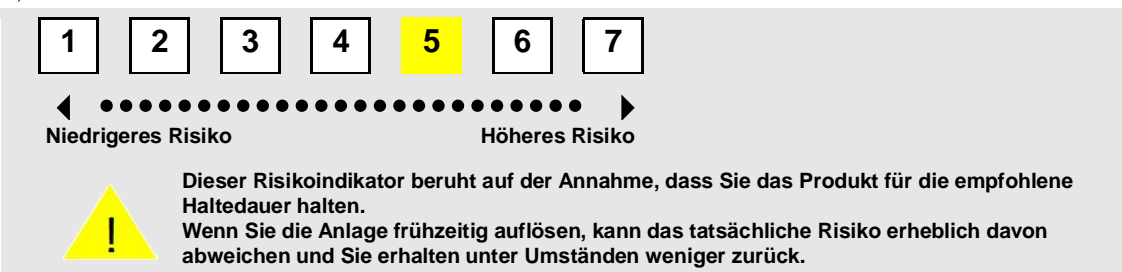 1 2 3 4 5 6 7
Niedrigeres Risiko Höheres Risiko
Dieser Risikoindikator beruht auf der Annahme, dass Sie das Produkt für die empfohlene
Haltedauer halten.
!
Wenn Sie die Anlage frühzeitig auflösen, kann das tatsächliche Risiko erheblich davon
abweichen und Sie erhalten unter Umständen weniger zurück.